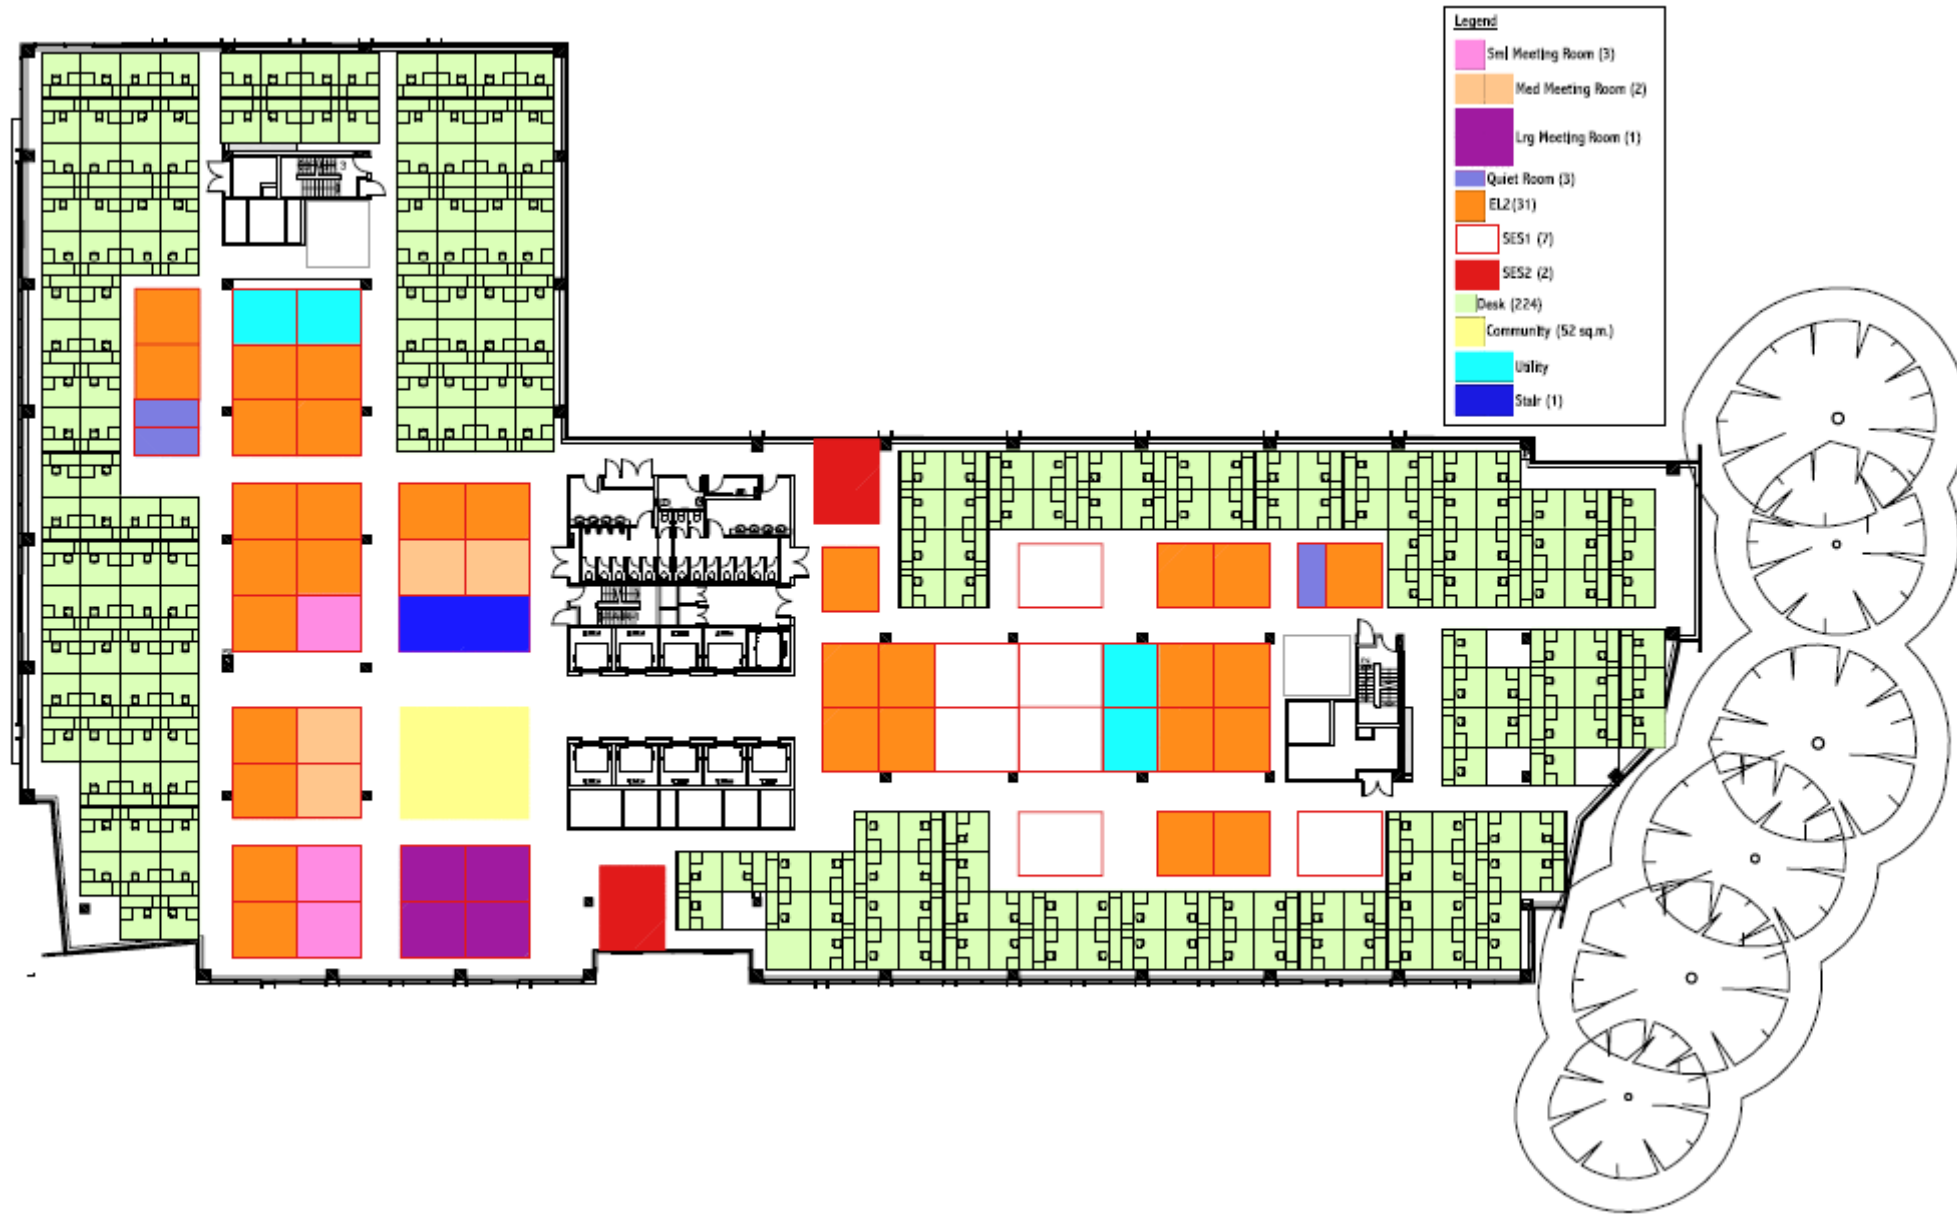 Legend
Sml Meeting Room (3)
Med Meeting Room (2)
Lrg Meeting Room (1)
Quiet Room (3)
EL2(31)
SES1 (7)
SES2 (2)
Desk (224)
Community (52 sq.m.)
Utility
Stair (1)
3